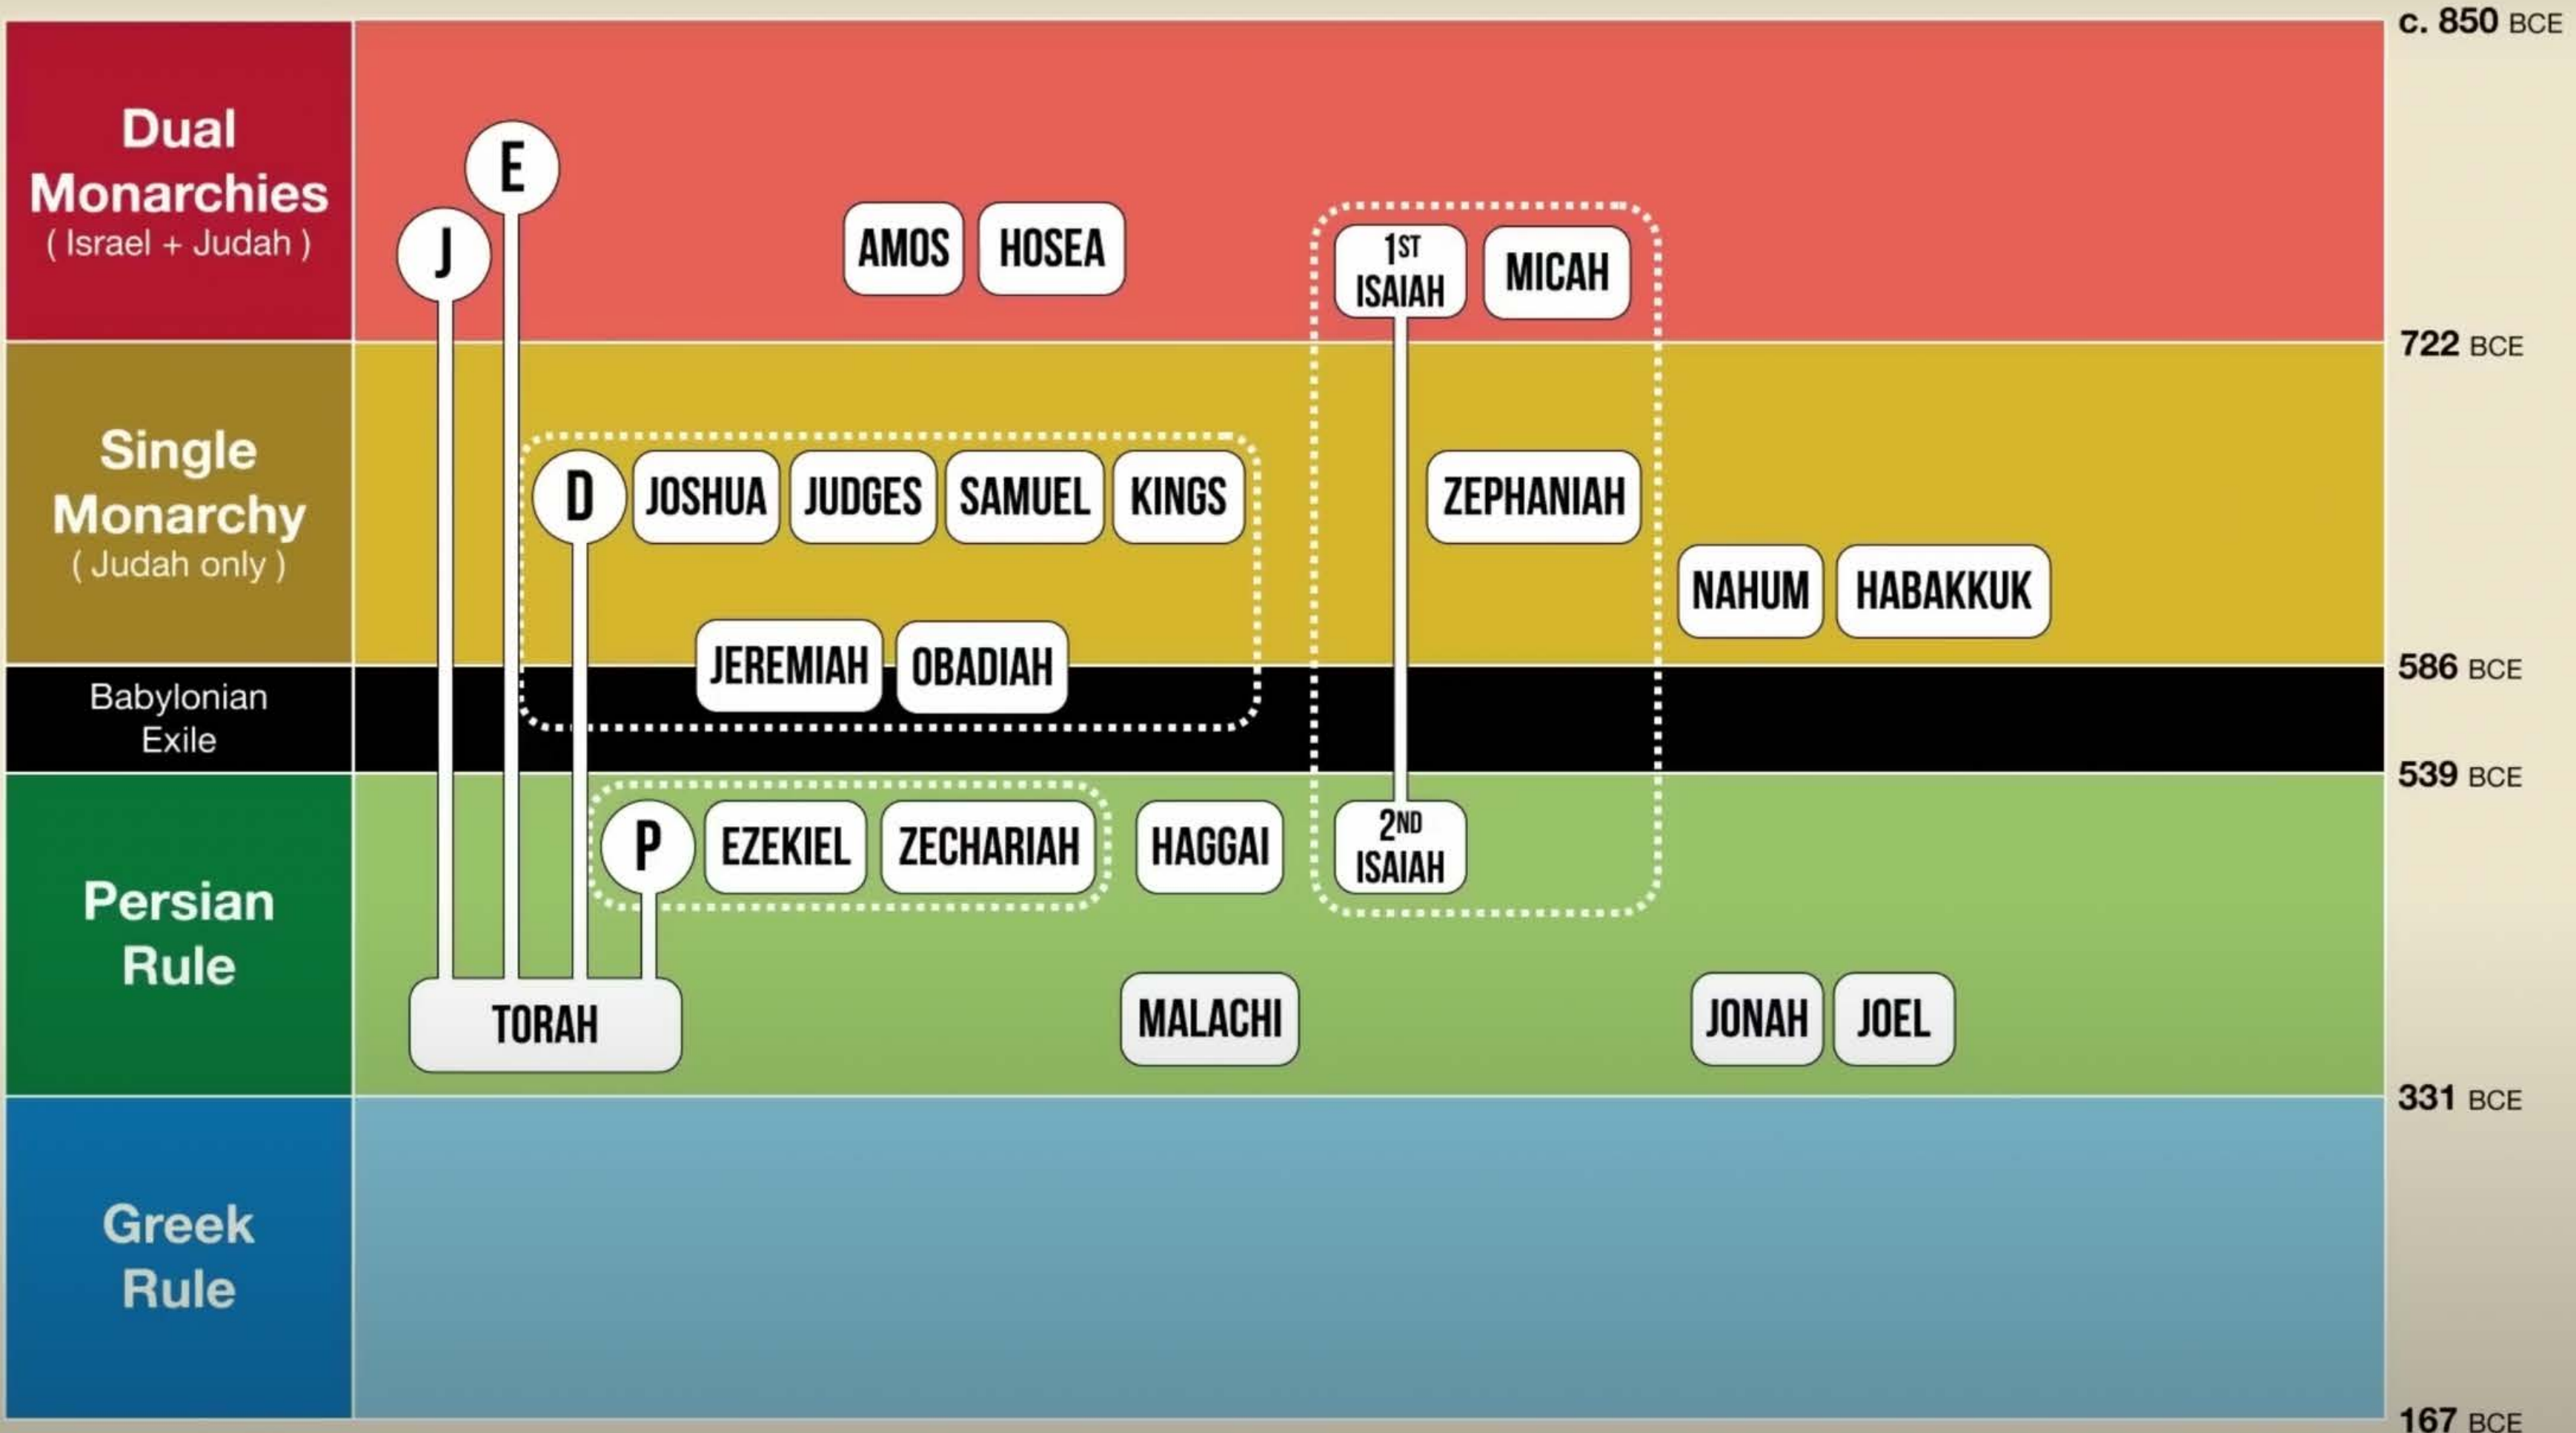 c. 850 BCE
Dual
Monarchies
( Israel + Judah )
E
J
AMOS
HOSEA
1ST
ISAIAH
MICAH
722 BCE
Single
Monarchy
( Judah only )
D
JOSHUA
JUDGES
SAMUEL
KINGS
ZEPHANIAH
NAHUM
HABAKKUK
JEREMIAH
OBADIAH
586 BCE
Babylonian
Exile
539 BCE
Persian
Rule
P
EZEKIEL
ZECHARIAH
HAGGAI
2ND
ISAIAH
TORAH
MALACHI
JONAH
JOEL
331 BCE
Greek
Rule
167 BCE